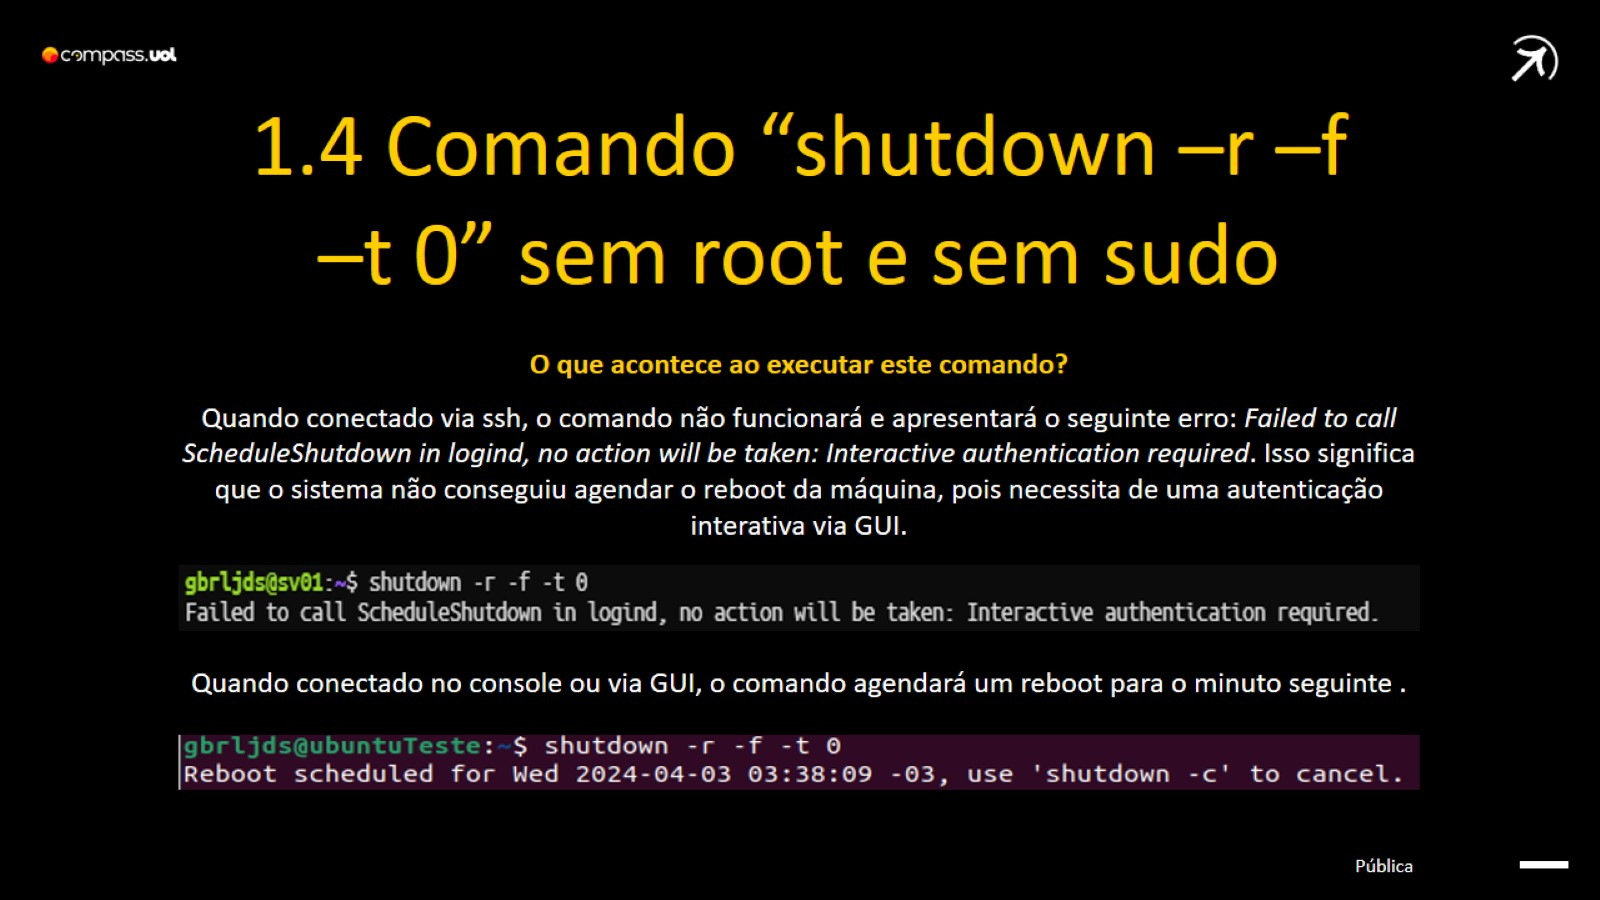 compass.uol
1.4 Comando “shutdown –r –f
–t 0” sem root e sem sudo
O que acontece ao executar este comando?
Quando conectado via ssh, o comando não funcionará e apresentará o seguinte erro: Failed to call
ScheduleShutdown in logind, no action will be taken: Interactive authentication required. Isso significa
que o sistema não conseguiu agendar o reboot da máquina, pois necessita de uma autenticação
interativa via GUI.
gbrljds@sv01:~$ shutdown -r -f -t 0
Failed to call ScheduleShutdown in logind, no action will be taken: Interactive authentication required.
Quando conectado no console ou via GUI, o comando agendará um reboot para o minuto seguinte .
gbrljds@ubuntuTeste:~$ shutdown -r -f -t 0
Reboot scheduled for Wed 2024-04-03 03:38:09 -03, use 'shutdown -c' to cancel.
Pública